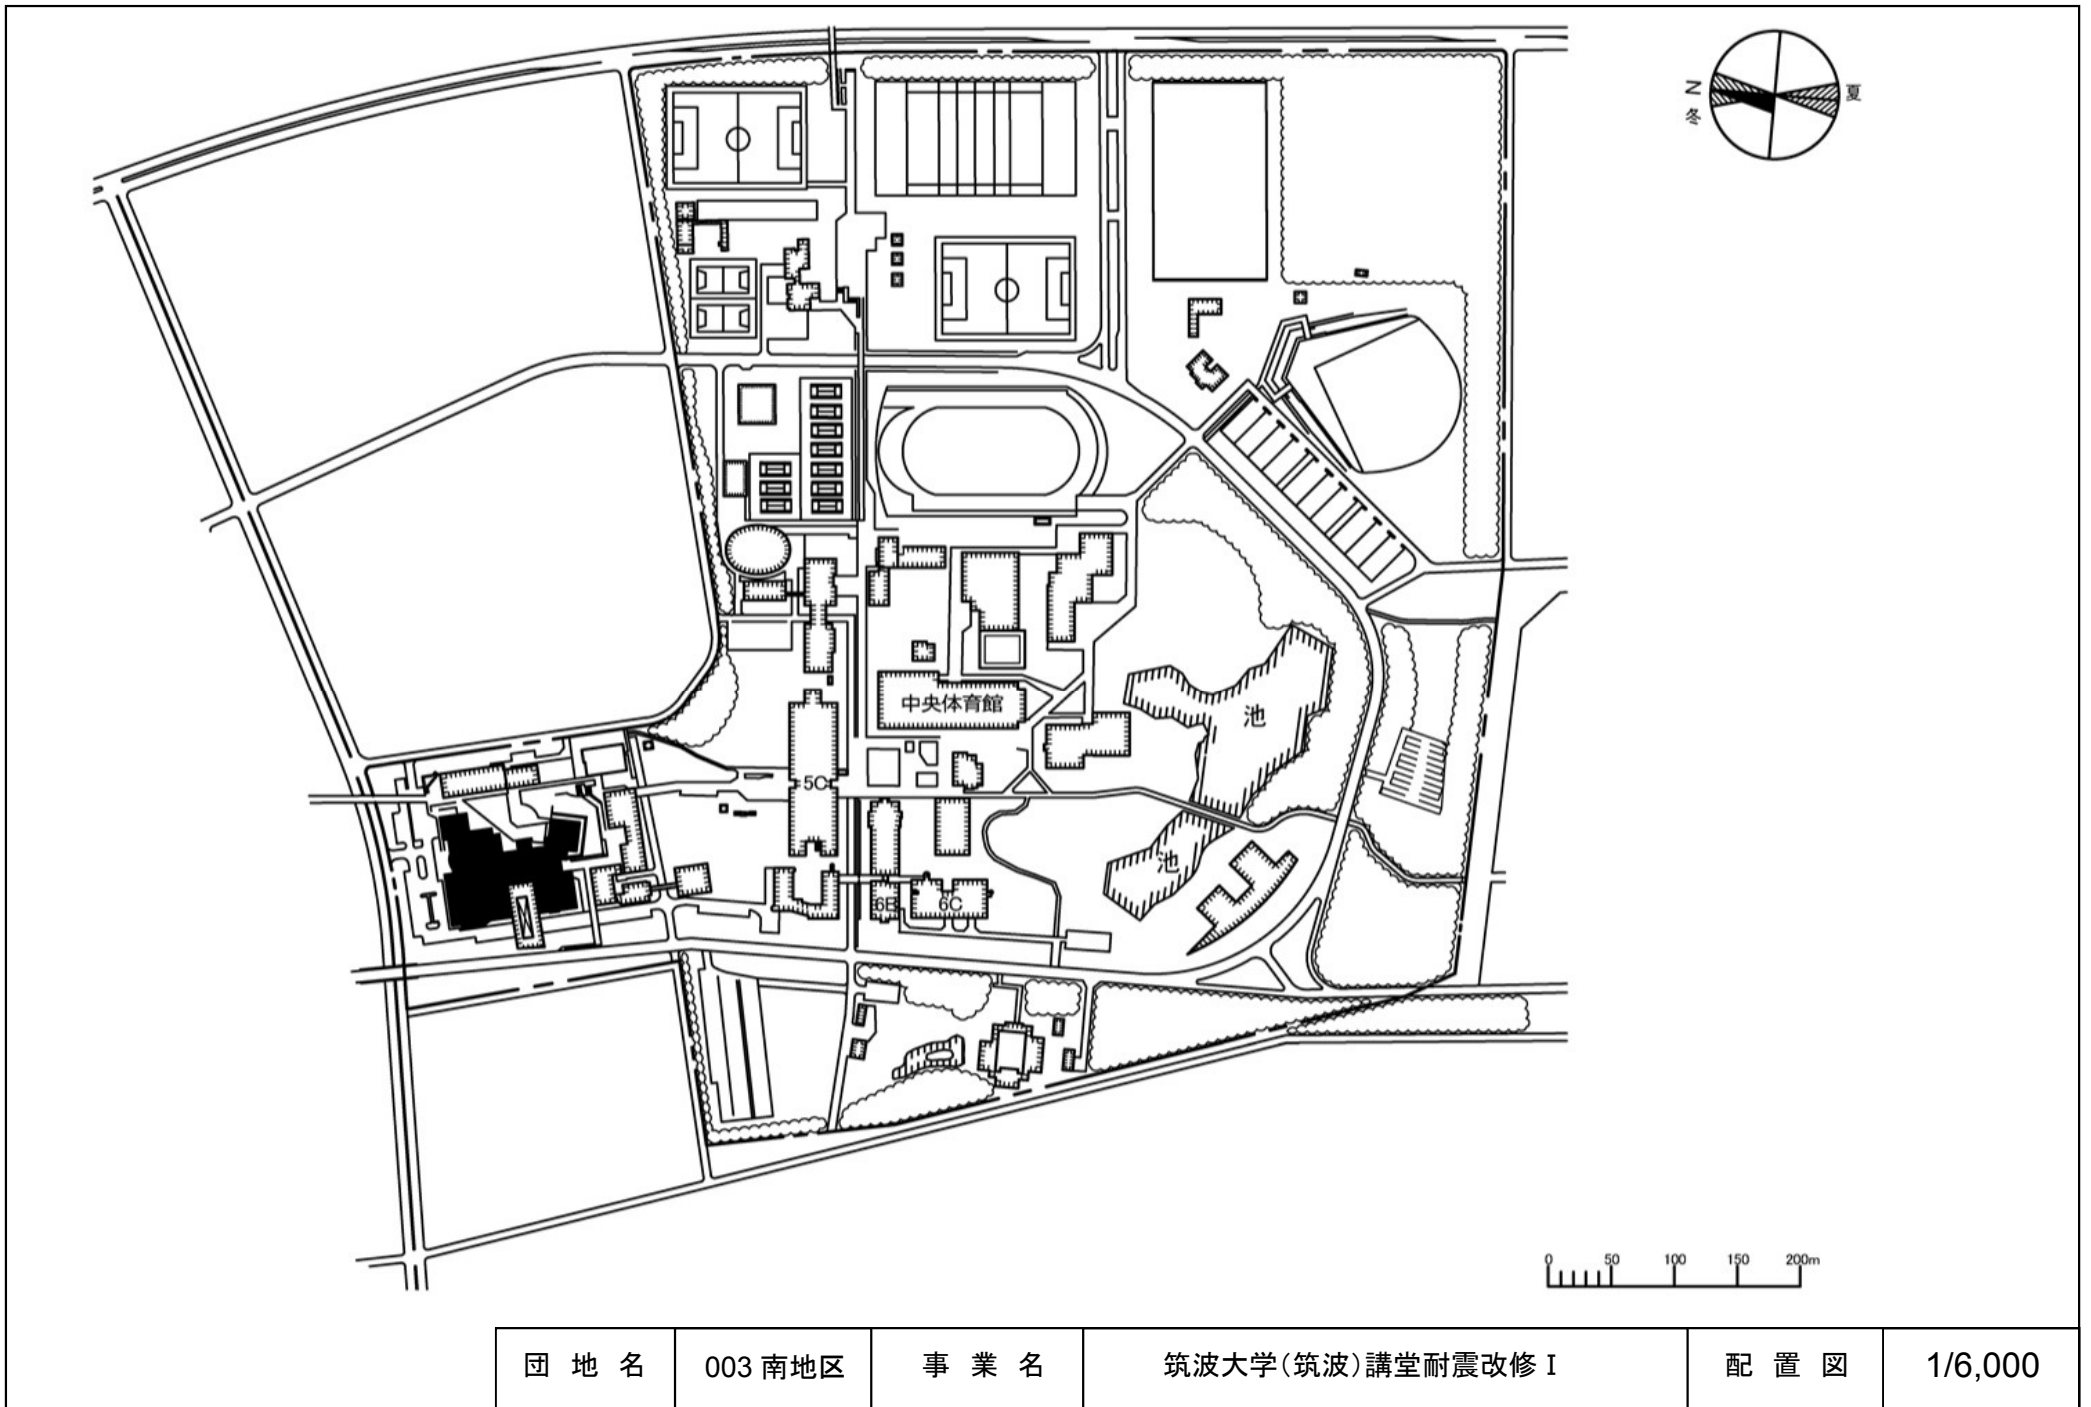 N
冬
夏
中央体育館
池
5C
池
6B
6C
0 50 100 150 200m
団地名 003 南地区 事業名 筑波大学(筑波)講堂耐震改修Ⅰ 配置図 1/6,000